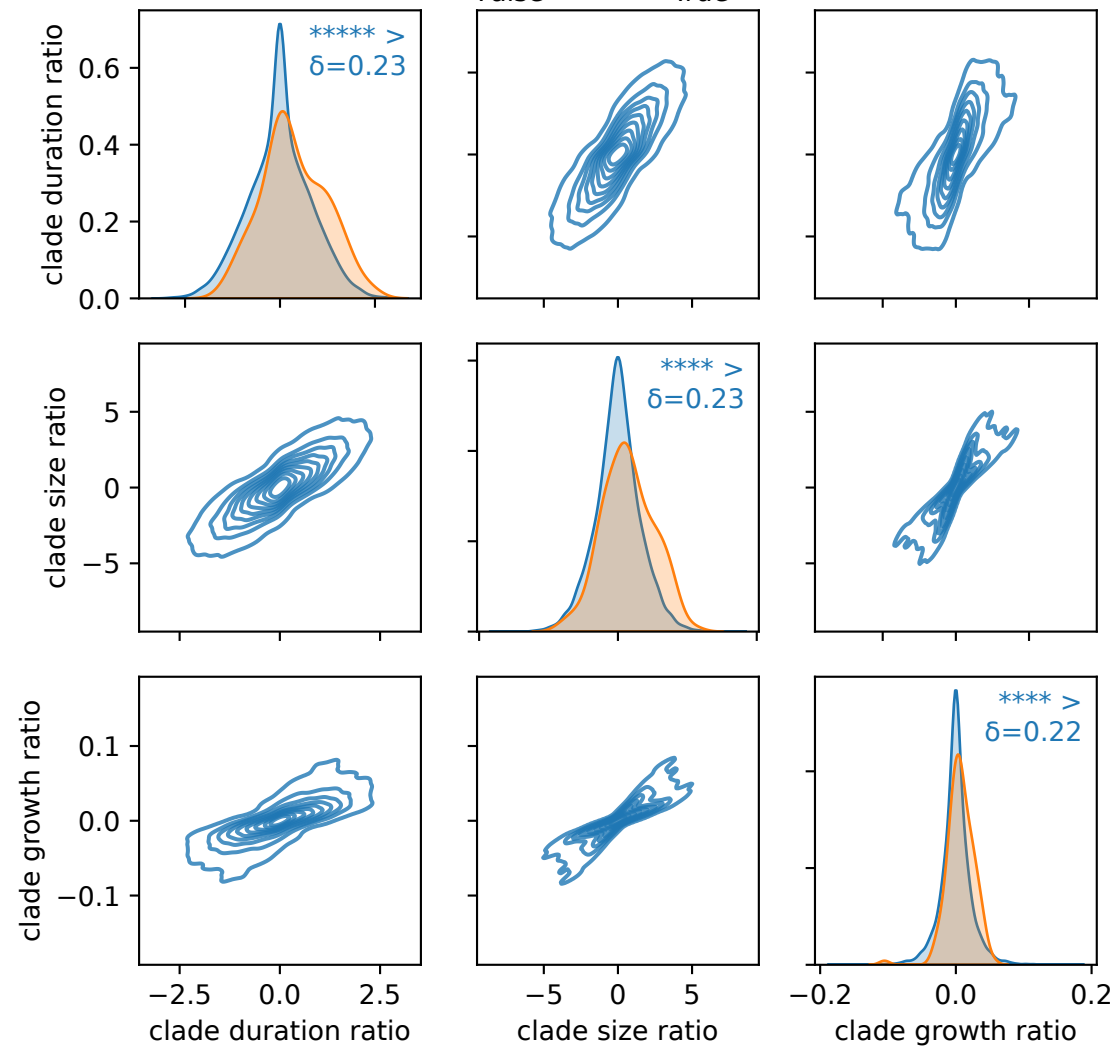 clade duration ratio
0.6
0.4
0.2
0.0
***** >
δ=0.23
clade size ratio
5
0
−5
**** >
δ=0.23
clade growth ratio
0.1
0.0
−0.1
**** >
δ=0.22
−2.5 0.0 2.5
−5 0 5
−0.2 0.0 0.2
clade duration ratio
clade size ratio
clade growth ratio